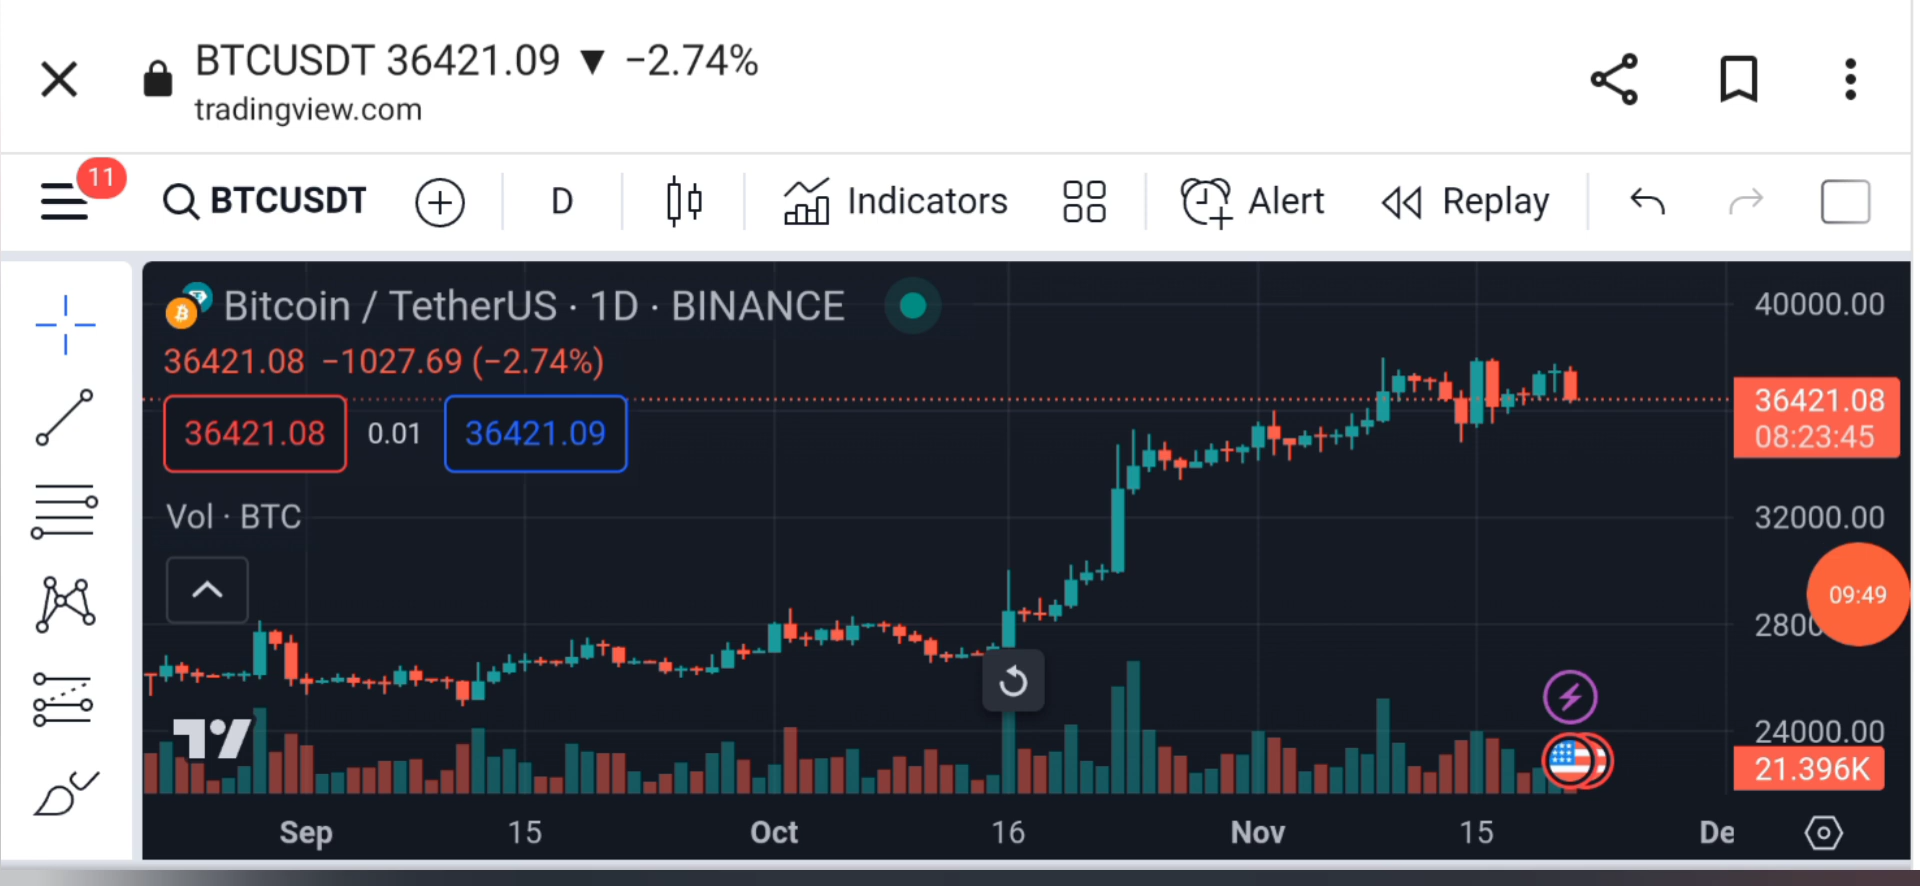 BTCUSDT 36421.09 ▼ −2.74%
tradingview.com
11
BTCUSDT D Indicators Alert Replay
Bitcoin / TetherUS · 1D · BINANCE
36421.08 −1027.69 (−2.74%)
36421.08 0.01 36421.09
Vol · BTC
40000.00
36421.08
08:23:45
32000.00
09:49
2800
24000.00
21.396K
Sep 15 Oct 16 Nov 15 De